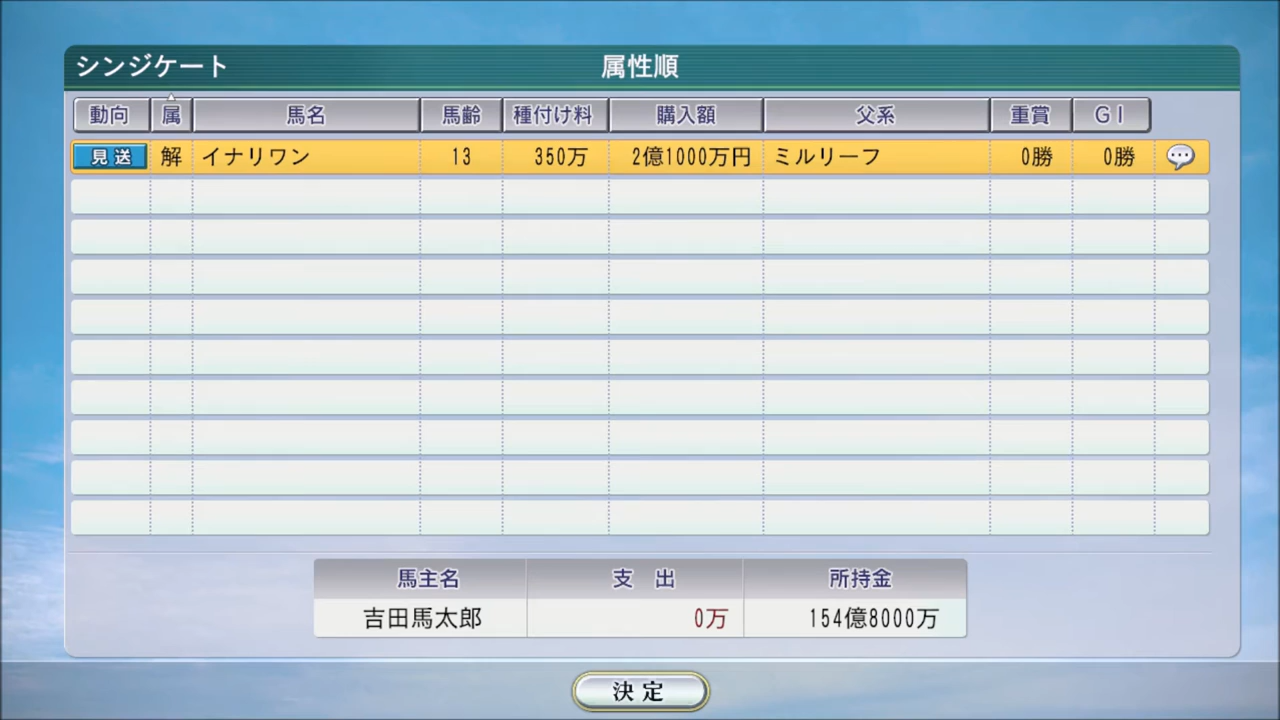 シンジケート 属性順
動向 属 馬名 馬齢 種付け料 購入額 父系 重賞 GⅠ
見送 解 イナリワン 13 350万 2億1000万円 ミルリーフ 0勝 0勝
馬主名 支出 所持金
吉田馬太郎 0万 154億8000万
決定